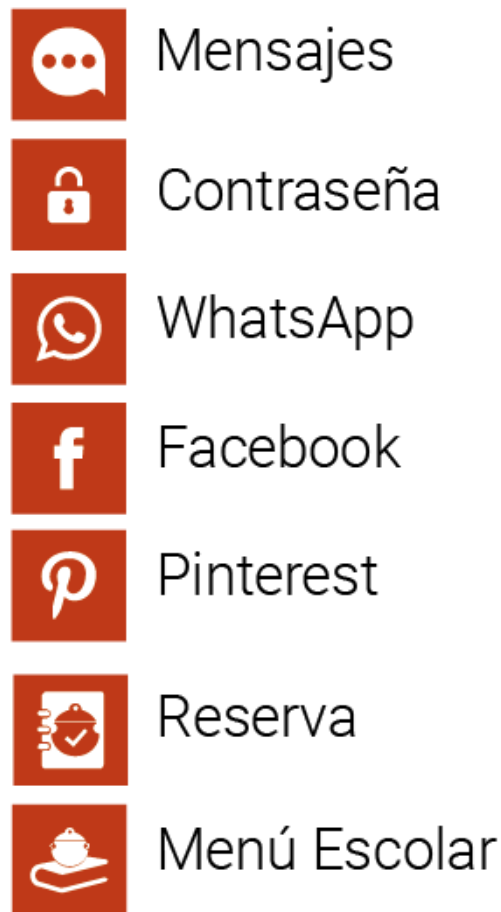 Mensajes
Contraseña
WhatsApp
Facebook
Pinterest
Reserva
Menú Escolar